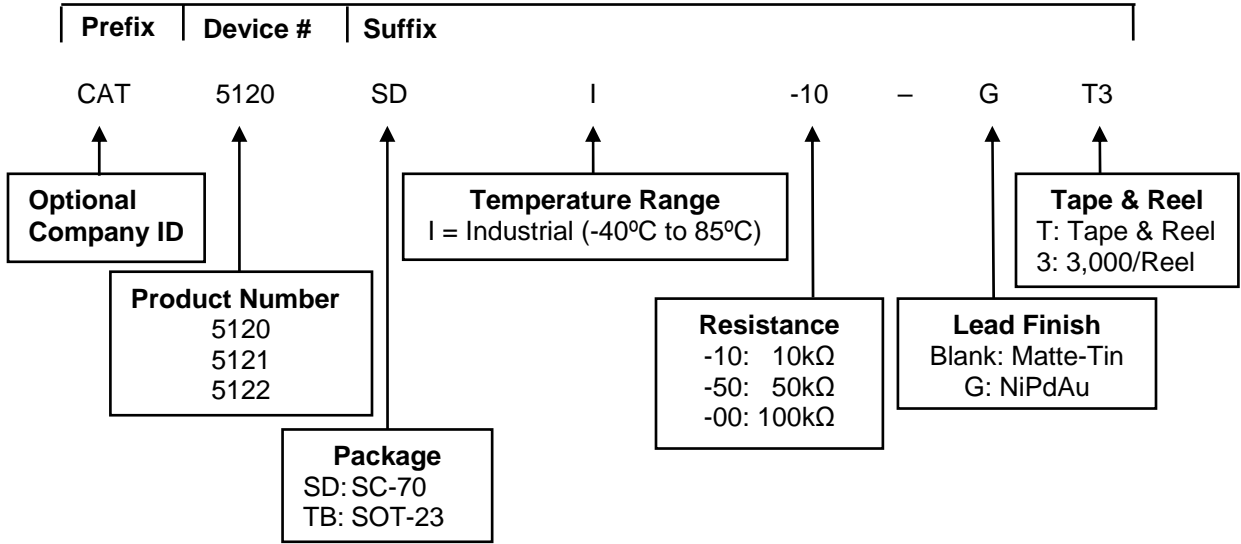 Prefix Device # Suffix
CAT 5120 SD I -10 – G T3
Optional
Company ID
Product Number
5120
5121
5122
Package
SD: SC-70
TB: SOT-23
Temperature Range
I = Industrial (-40ºC to 85ºC)
Resistance
-10: 10kΩ
-50: 50kΩ
-00: 100kΩ
Lead Finish
Blank: Matte-Tin
G: NiPdAu
Tape & Reel
T: Tape & Reel
3: 3,000/Reel